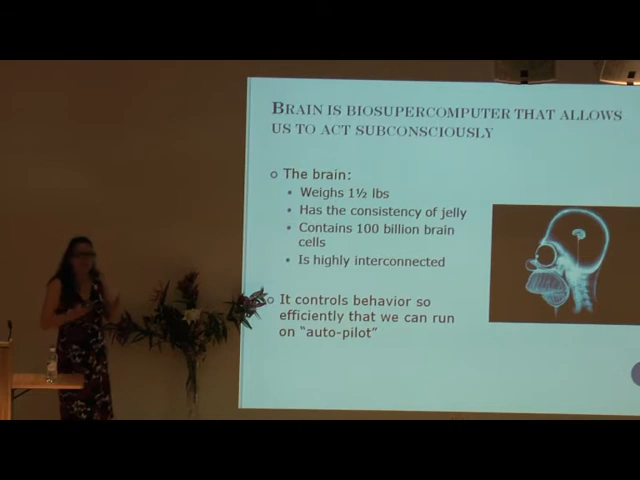 BRAIN IS BIOSUPERCOMPUTER THAT ALLOWS
US TO ACT SUBCONSCIOUSLY
The brain:
Weighs 1½ lbs
Has the consistency of jelly
Contains 100 billion brain
cells
Is highly interconnected
It controls behavior so
efficiently that we can run
on “auto-pilot”